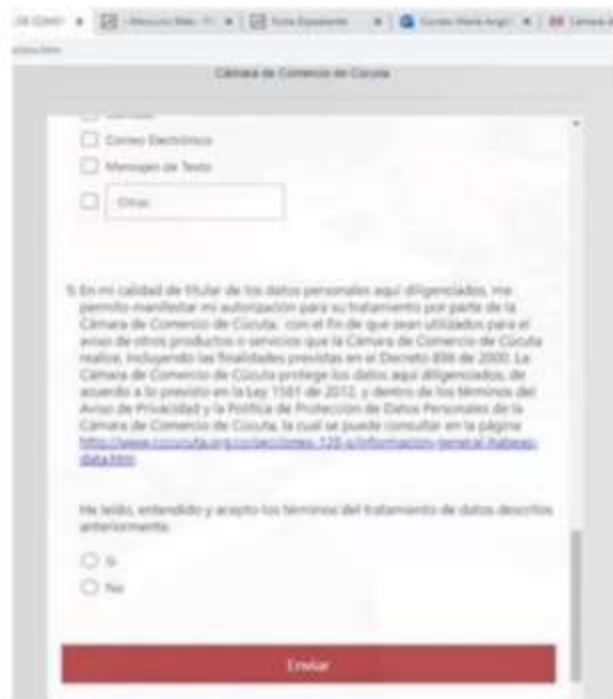 Mercurio Web - 
Cámara de Comercio de Cúcuta
Correo Electrónico
Mensajes de Texto
Otras
En mi calidad de titular de los datos personales aquí diligenciados, me
permito manifestar mi autorización para su tratamiento por parte de la
Cámara de Comercio de Cúcuta, con el fin de que sean utilizados para el
aviso de otros productos o servicios que la Cámara de Comercio de Cúcuta
realice, incluyendo las finalidades previstas en el Decreto 898 de 2000. La
Cámara de Comercio de Cúcuta protege los datos aquí diligenciados, de
acuerdo a lo previsto en la Ley 1581 de 2012, y dentro de los términos del
Aviso de Privacidad y la Política de Protección de Datos Personales de la
Cámara de Comercio de Cúcuta, la cual se puede consultar en la página
He leído, entendido y acepto los términos del tratamiento de datos descritos
anteriormente.
Si
No
Enviar